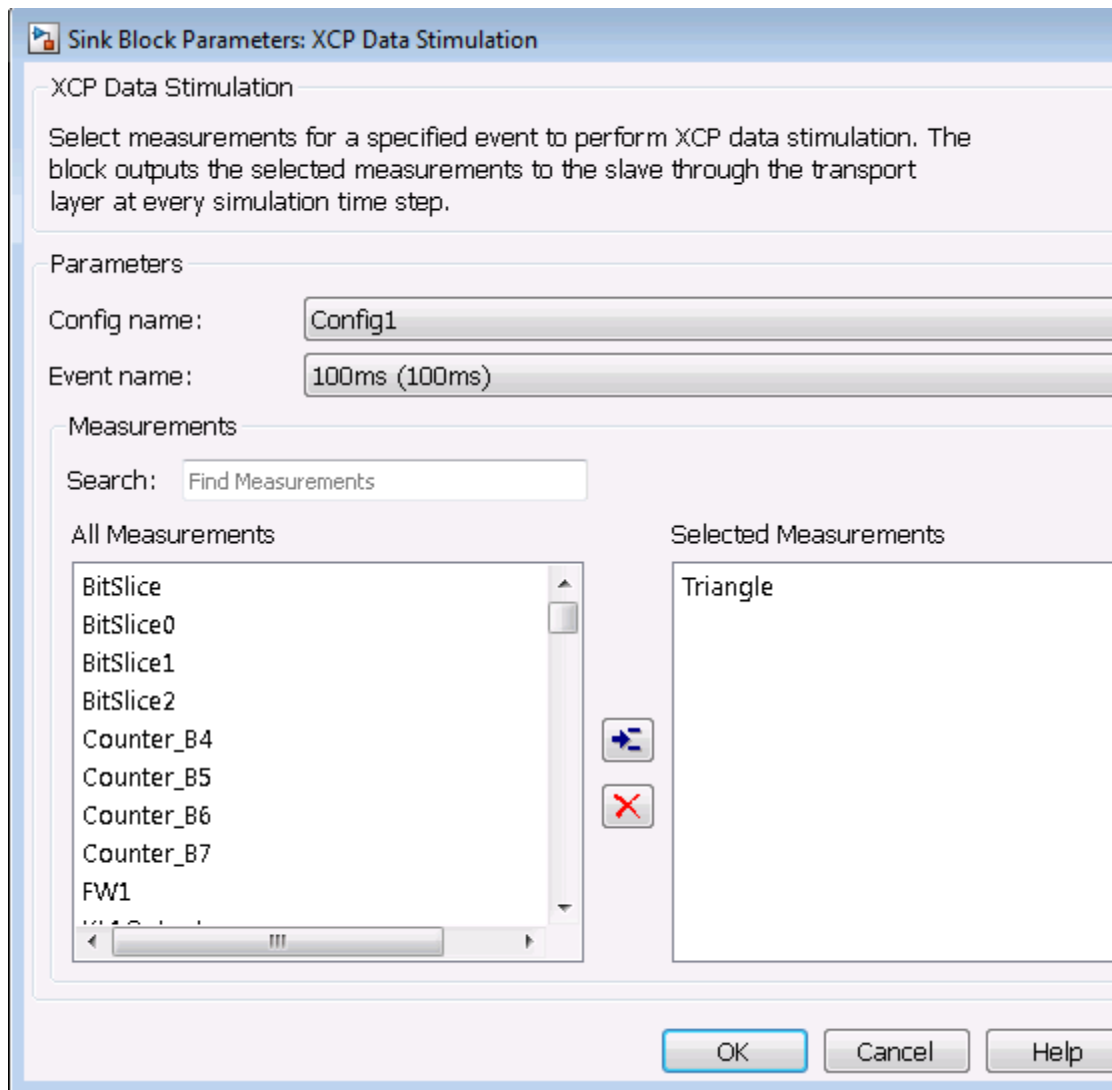 Sink Block Parameters: XCP Data Stimulation
XCP Data Stimulation
Select measurements for a specified event to perform XCP data stimulation. The
block outputs the selected measurements to the slave through the transport
layer at every simulation time step.
Parameters
Config name: Config1
Event name: 100ms (100ms)
Measurements
Search: Find Measurements
All Measurements
BitSlice
BitSlice0
BitSlice1
BitSlice2
Counter_B4
Counter_B5
Counter_B6
Counter_B7
FW1
Selected Measurements
Triangle
OK Cancel Help